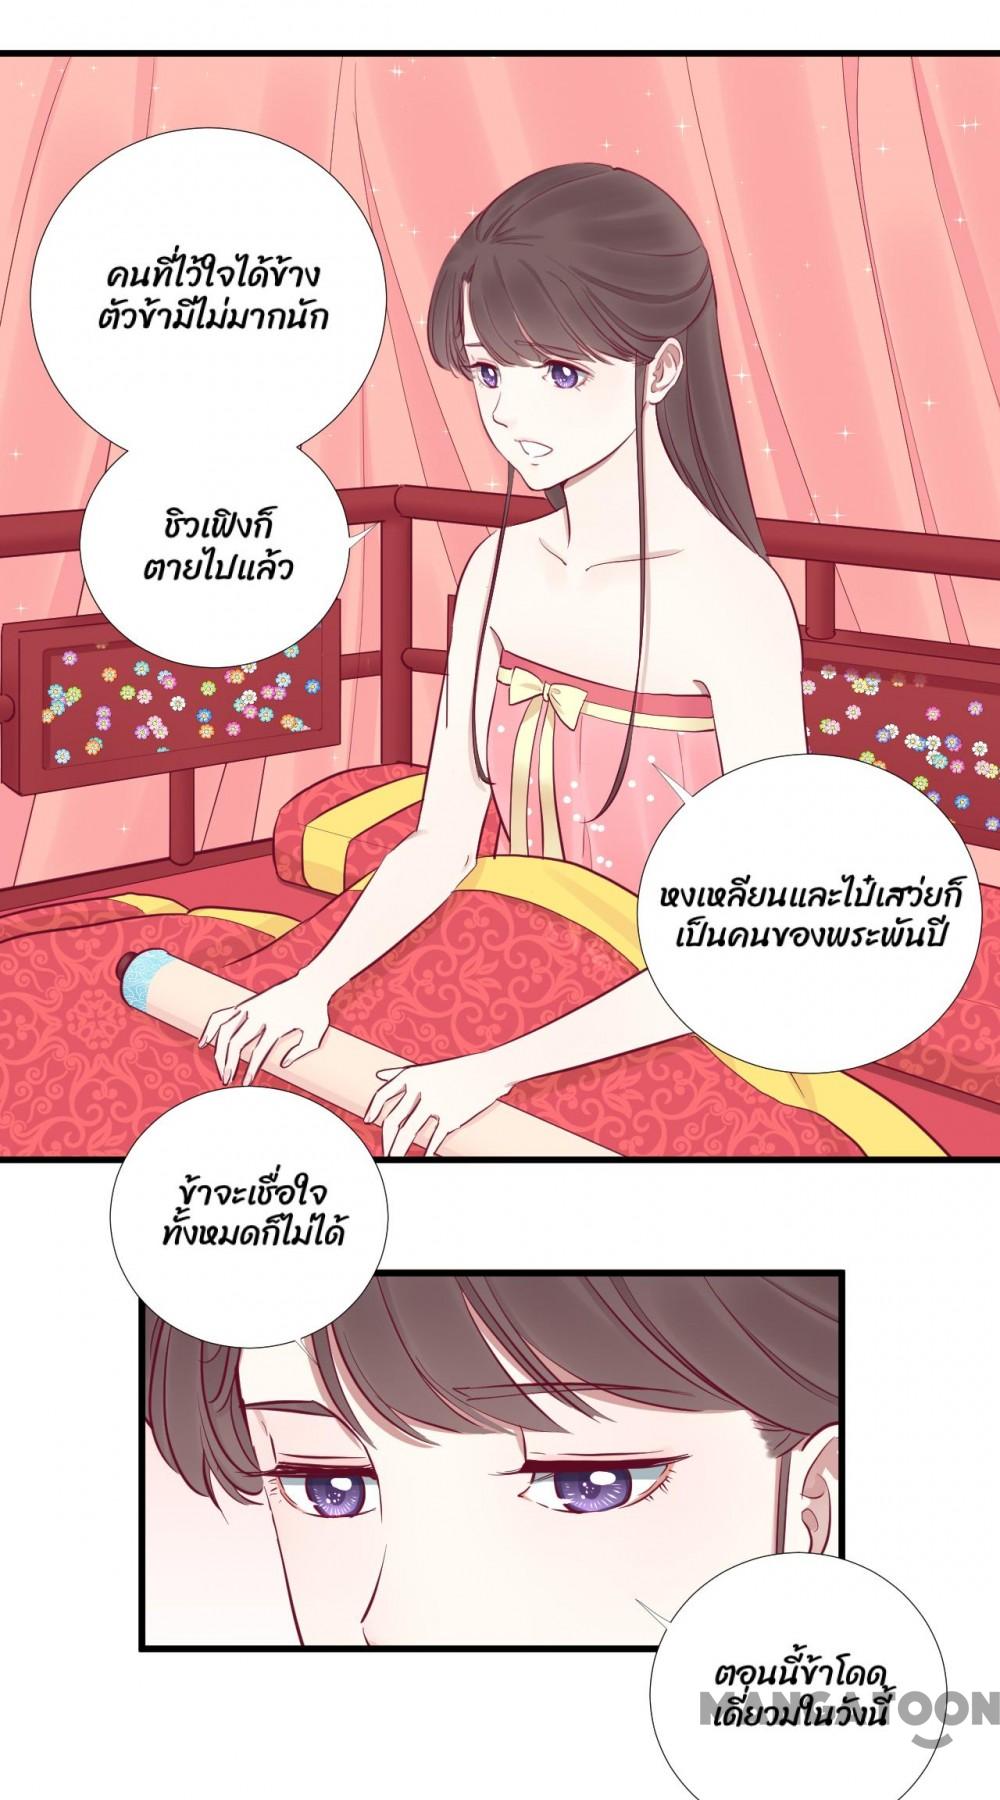 คนที่ไว้ใจได้ข้าง
ตัวข้ามีไม่มากนัก
ชิวเฟิงก็
ตายไปแล้ว
หงเหลียนและไป๋เสว่ยก็
เป็นคนของพระพันปี
ข้าจะเชื่อใจ
ทั้งหมดก็ไม่ได้
ตอนนี้ข้าโดด
เดี่ยวมในวังนี้
MANGATOON